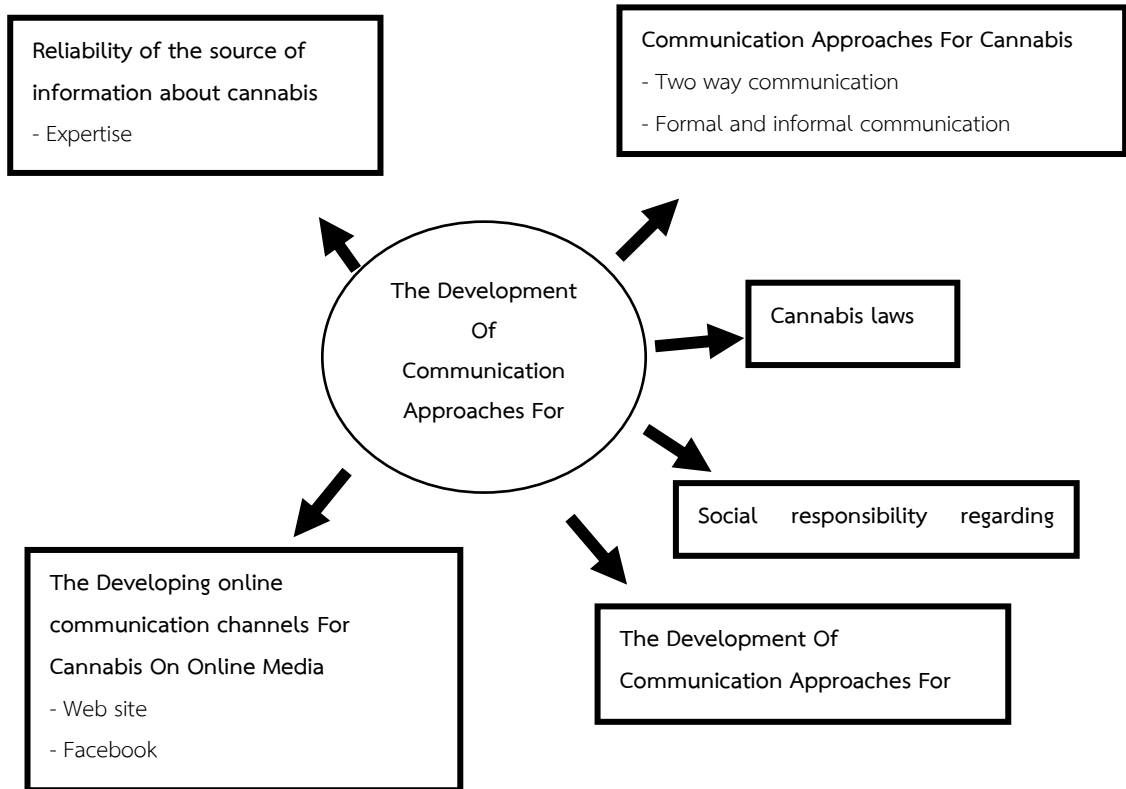 Reliability of the source of
information about cannabis
- Expertise
Communication Approaches For Cannabis
- Two way communication
- Formal and informal communication
The Development
Of
Communication
Approaches For
Cannabis laws
Social responsibility regarding
The Developing online
communication channels For
Cannabis On Online Media
- Web site
- Facebook
The Development Of
Communication Approaches For